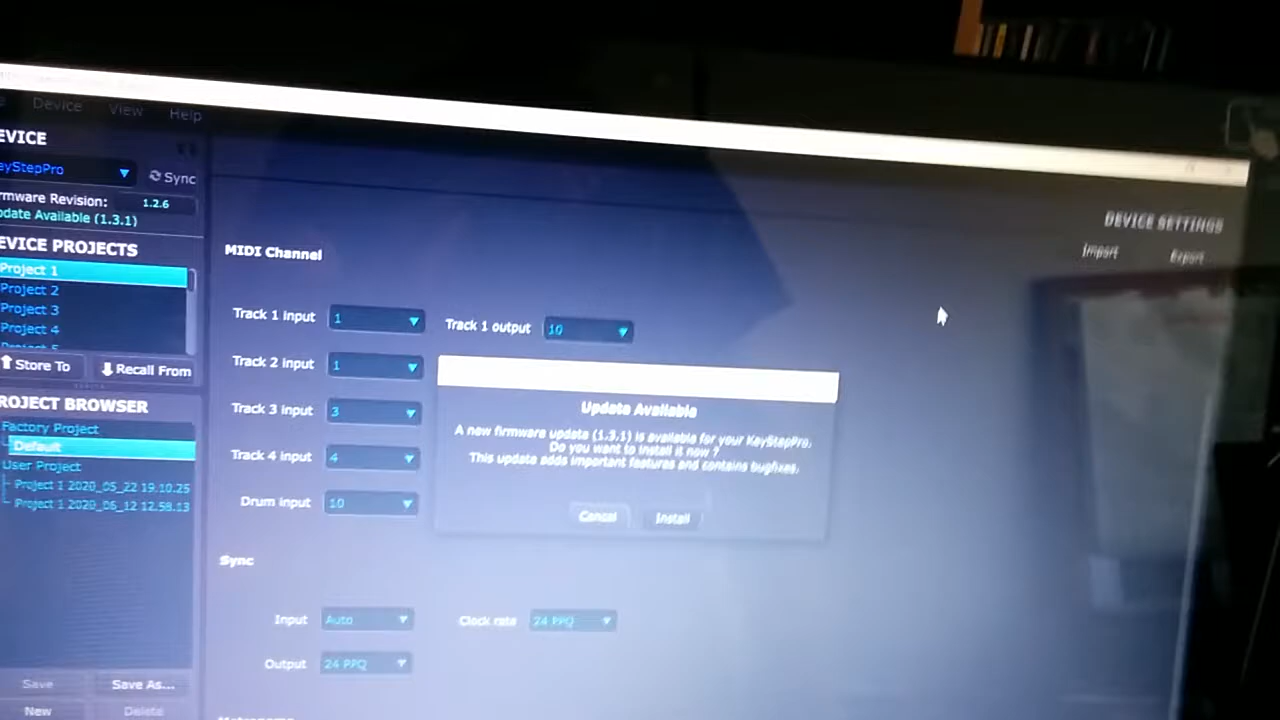 Device View Help
EVICE
eyStepPro
Sync
rmware Revision: 1.2.6
pdate Available (1.3.1)
EVICE PROJECTS
Project 1
Project 2
Project 3
Project 4
Store To Recall From
ROJECT BROWSER
Factory Project
Default
User Project
Project 1 2020_05_22 19.10.25
Project 1 2020_06_12 12.58.13
Save Save As...
New Delete
DEVICE SETTINGS
Import Export
MIDI Channel
Track 1 input 1 Track 1 output 10
Track 2 input 1
Track 3 input 3
Track 4 input 4
Drum input 10
Update Available
A new firmware update (1.3.1) is available for your KeyStepPro.
Do you want to install it now ?
This update adds important features and contains bugfixes.
Cancel Install
Sync
Input Auto Clock rate 24 PPQ
Output 24 PPQ